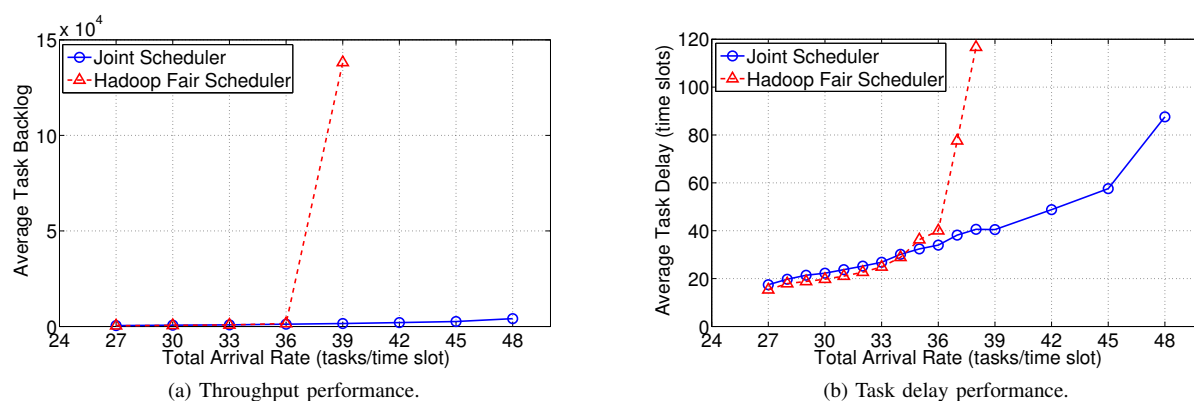 15 x 10^4
Joint Scheduler
Hadoop Fair Scheduler
10
5
0
Average Task Backlog
24 27 30 33 36 39 42 45 48
Total Arrival Rate (tasks/time slot)
(a) Throughput performance.
120
Joint Scheduler
Hadoop Fair Scheduler
100
80
60
40
20
0
Average Task Delay (time slots)
24 27 30 33 36 39 42 45 48
Total Arrival Rate (tasks/time slot)
(b) Task delay performance.